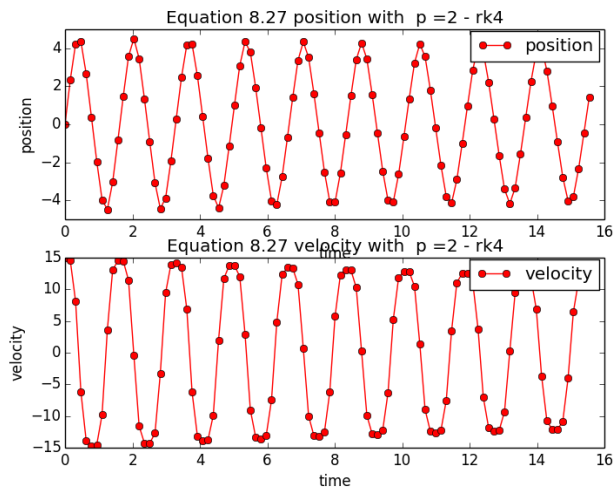 Equation 8.27 position with p =2 - rk4
4
2
0
−2
−4
position
position
0 2 4 6 8 10 12 14 16
time
Equation 8.27 velocity with p =2 - rk4
15
10
5
0
−5
−10
−15
velocity
velocity
0 2 4 6 8 10 12 14 16
time